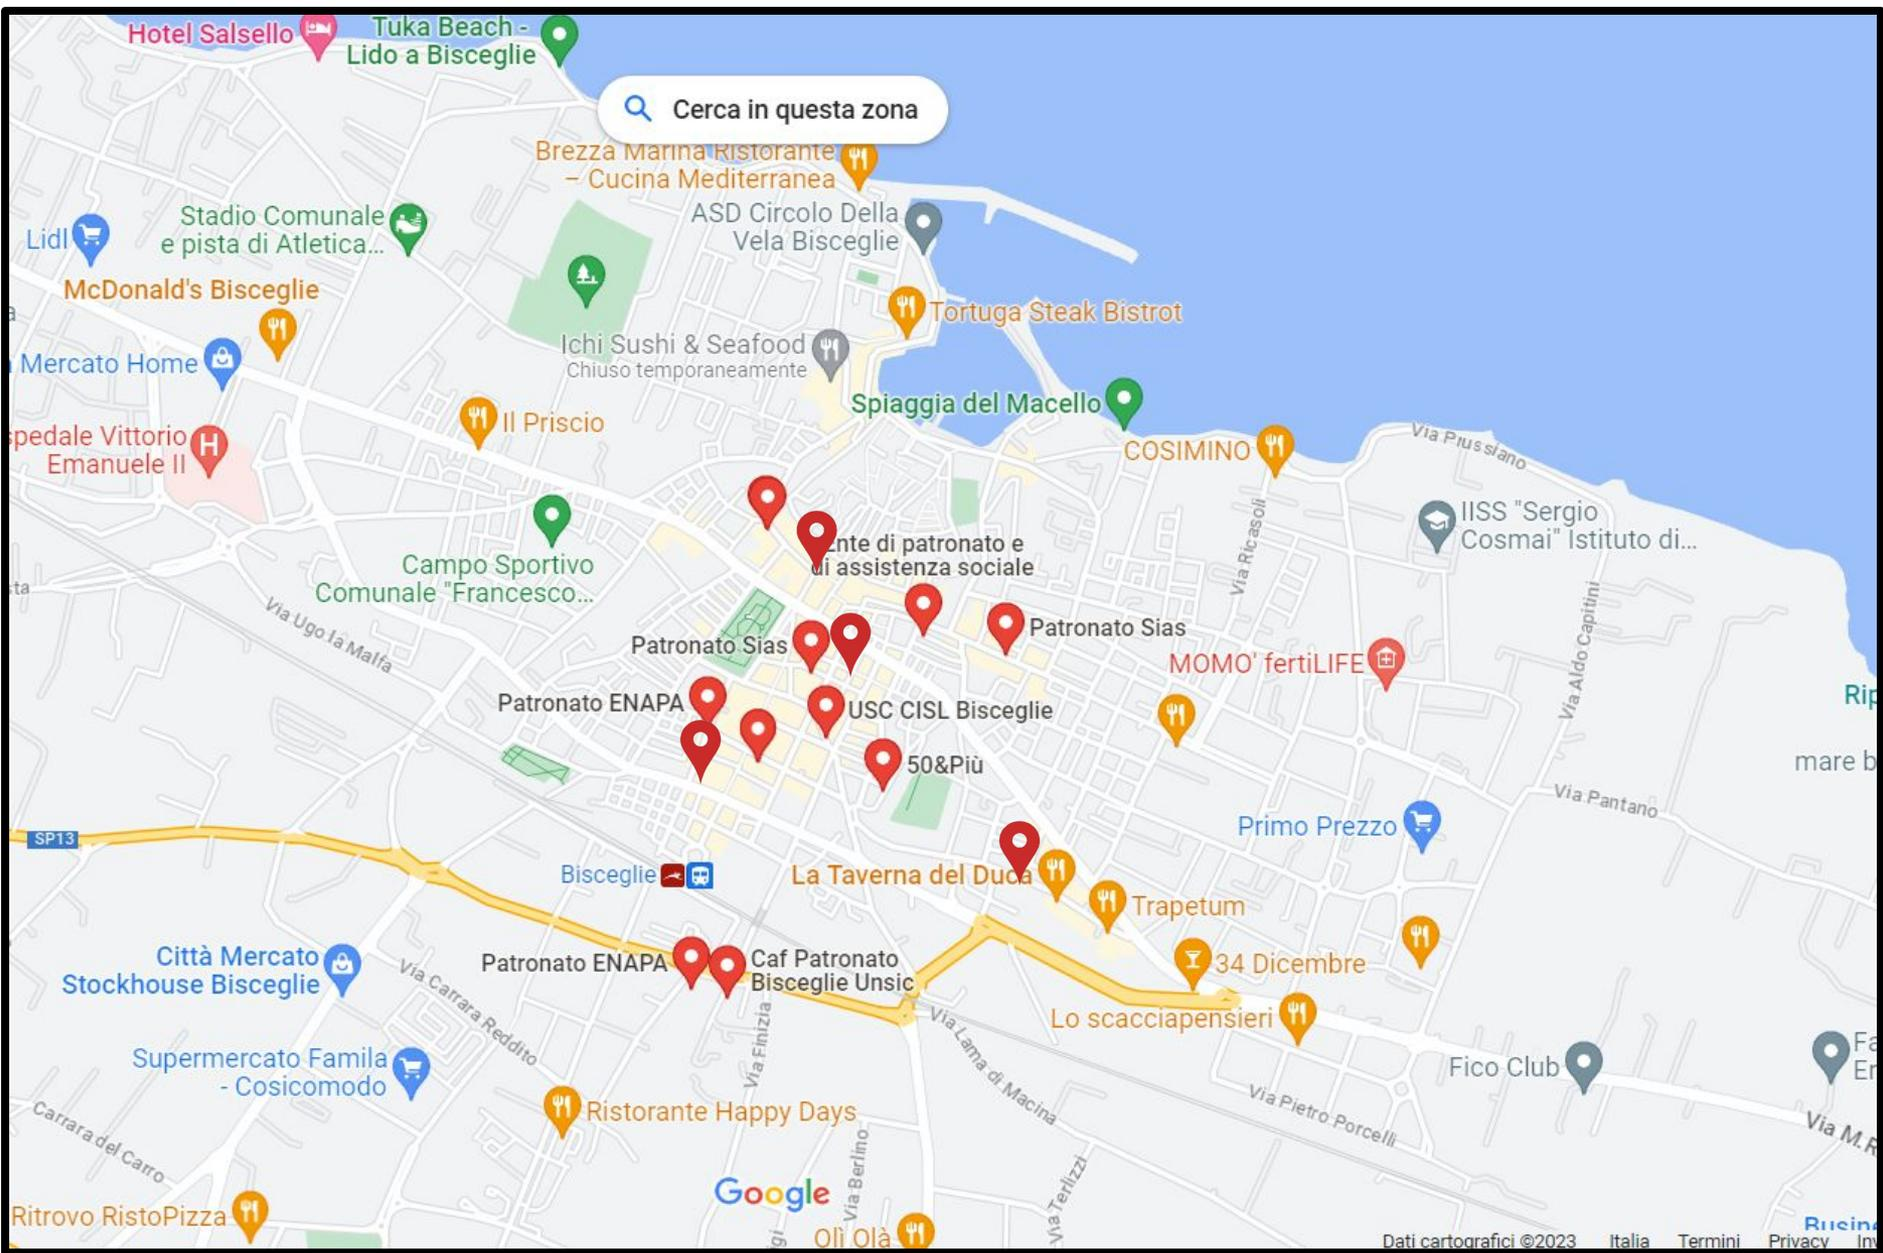 Hotel Salsello
Tuka Beach -
Lido a Bisceglie
Cerca in questa zona
Brezza Marina Ristorante
– Cucina Mediterranea
ASD Circolo Della
Vela Bisceglie
Stadio Comunale
e pista di Atletica...
Lidl
McDonald's Bisceglie
Tortuga Steak Bistrot
Ichi Sushi & Seafood
Chiuso temporaneamente
Mercato Home
Spiaggia del Macello
Il Priscio
COSIMINO
Via Prussiano
spedale Vittorio
Emanuele II
H
IISS "Sergio
Cosmai" Istituto di...
Via Ricasoli
Ente di patronato e
di assistenza sociale
Campo Sportivo
Comunale "Francesco...
sta
Via Ugo la Malfa
Via Aldo Capitini
Patronato Sias
Patronato Sias
MOMO' fertiLIFE
Patronato ENAPA
USC CISL Bisceglie
Rip
mare b
50&Più
Via Pantano
Primo Prezzo
SP13
Bisceglie
La Taverna del Duca
Trapetum
Patronato ENAPA
Caf Patronato
Bisceglie Unsic
34 Dicembre
Città Mercato
Stockhouse Bisceglie
Via Carrara Reddito
Via Finizia
Via Lama di Macina
Lo scacciapensieri
Fico Club
Fa
Er
Supermercato Famila
- Cosicomodo
Ristorante Happy Days
Via Pietro Porcelli
Via M.R
Carrara del Carro
Via Berlino
Via Terlizzi
Google
Ritrovo RistoPizza
Olì Olà
Busine
Dati cartografici ©2023 Italia Termini Privacy Inv